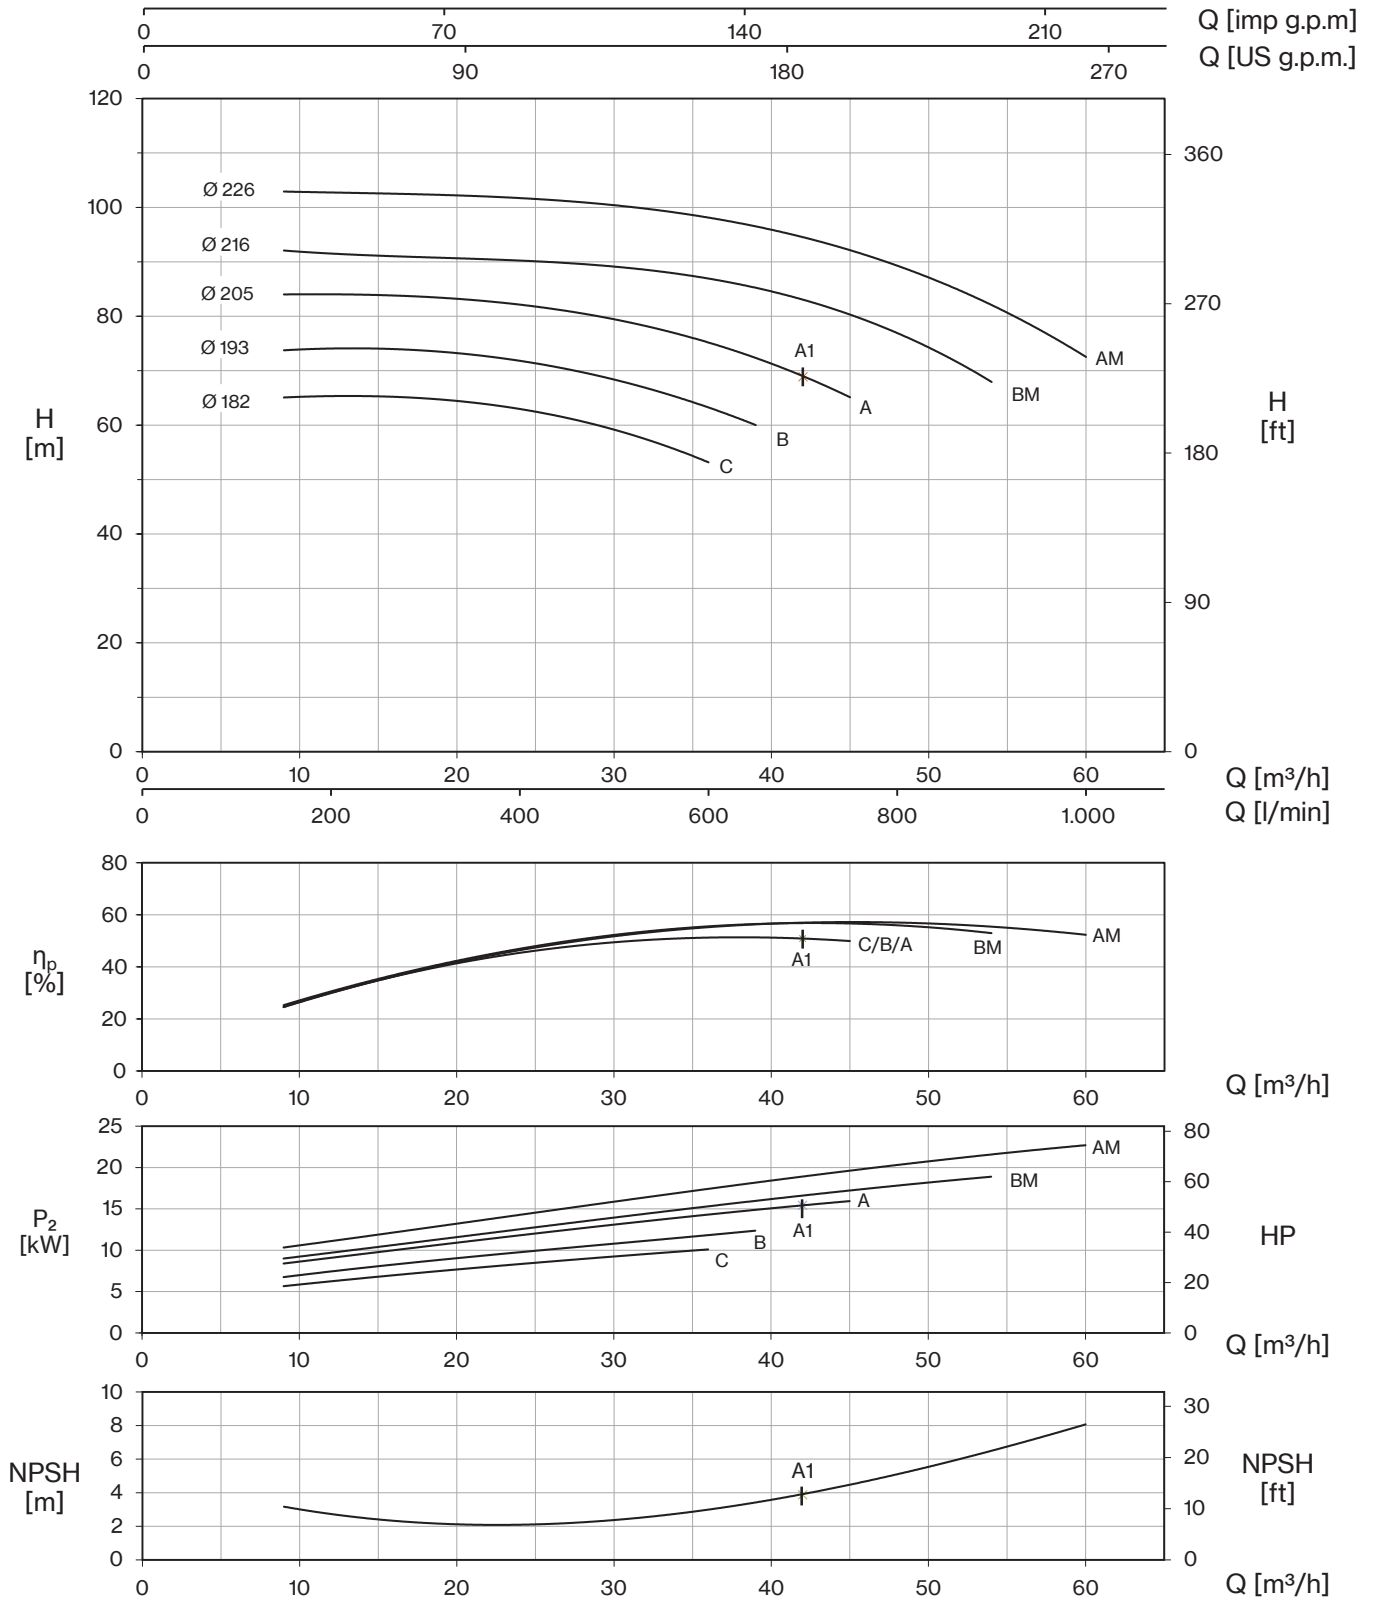 0 70 140 210 Q [imp g.p.m]
0 90 180 270 Q [US g.p.m.]
120
360
Ø 226
100
Ø 216
Ø 205
270
80
Ø 193
A1
AM
BM
Ø 182
A
H
[m]
H
[ft]
60
B
C
180
40
90
20
0 0
0 10 20 30 40 50 60 Q [m³/h]
0 200 400 600 800 1.000 Q [l/min]
80
60
ηp
[%]
C/B/A BM AM
A1
40
20
0
0 10 20 30 40 50 60 Q [m³/h]
25 80
AM
20
60
BM
15
A
A1
P₂
[kW]
40
HP
B
10
C
20
5
0 0
0 10 20 30 40 50 60 Q [m³/h]
10
30
8
6
20
NPSH
[m]
A1
NPSH
[ft]
4
10
2
0 0
0 10 20 30 40 50 60 Q [m³/h]